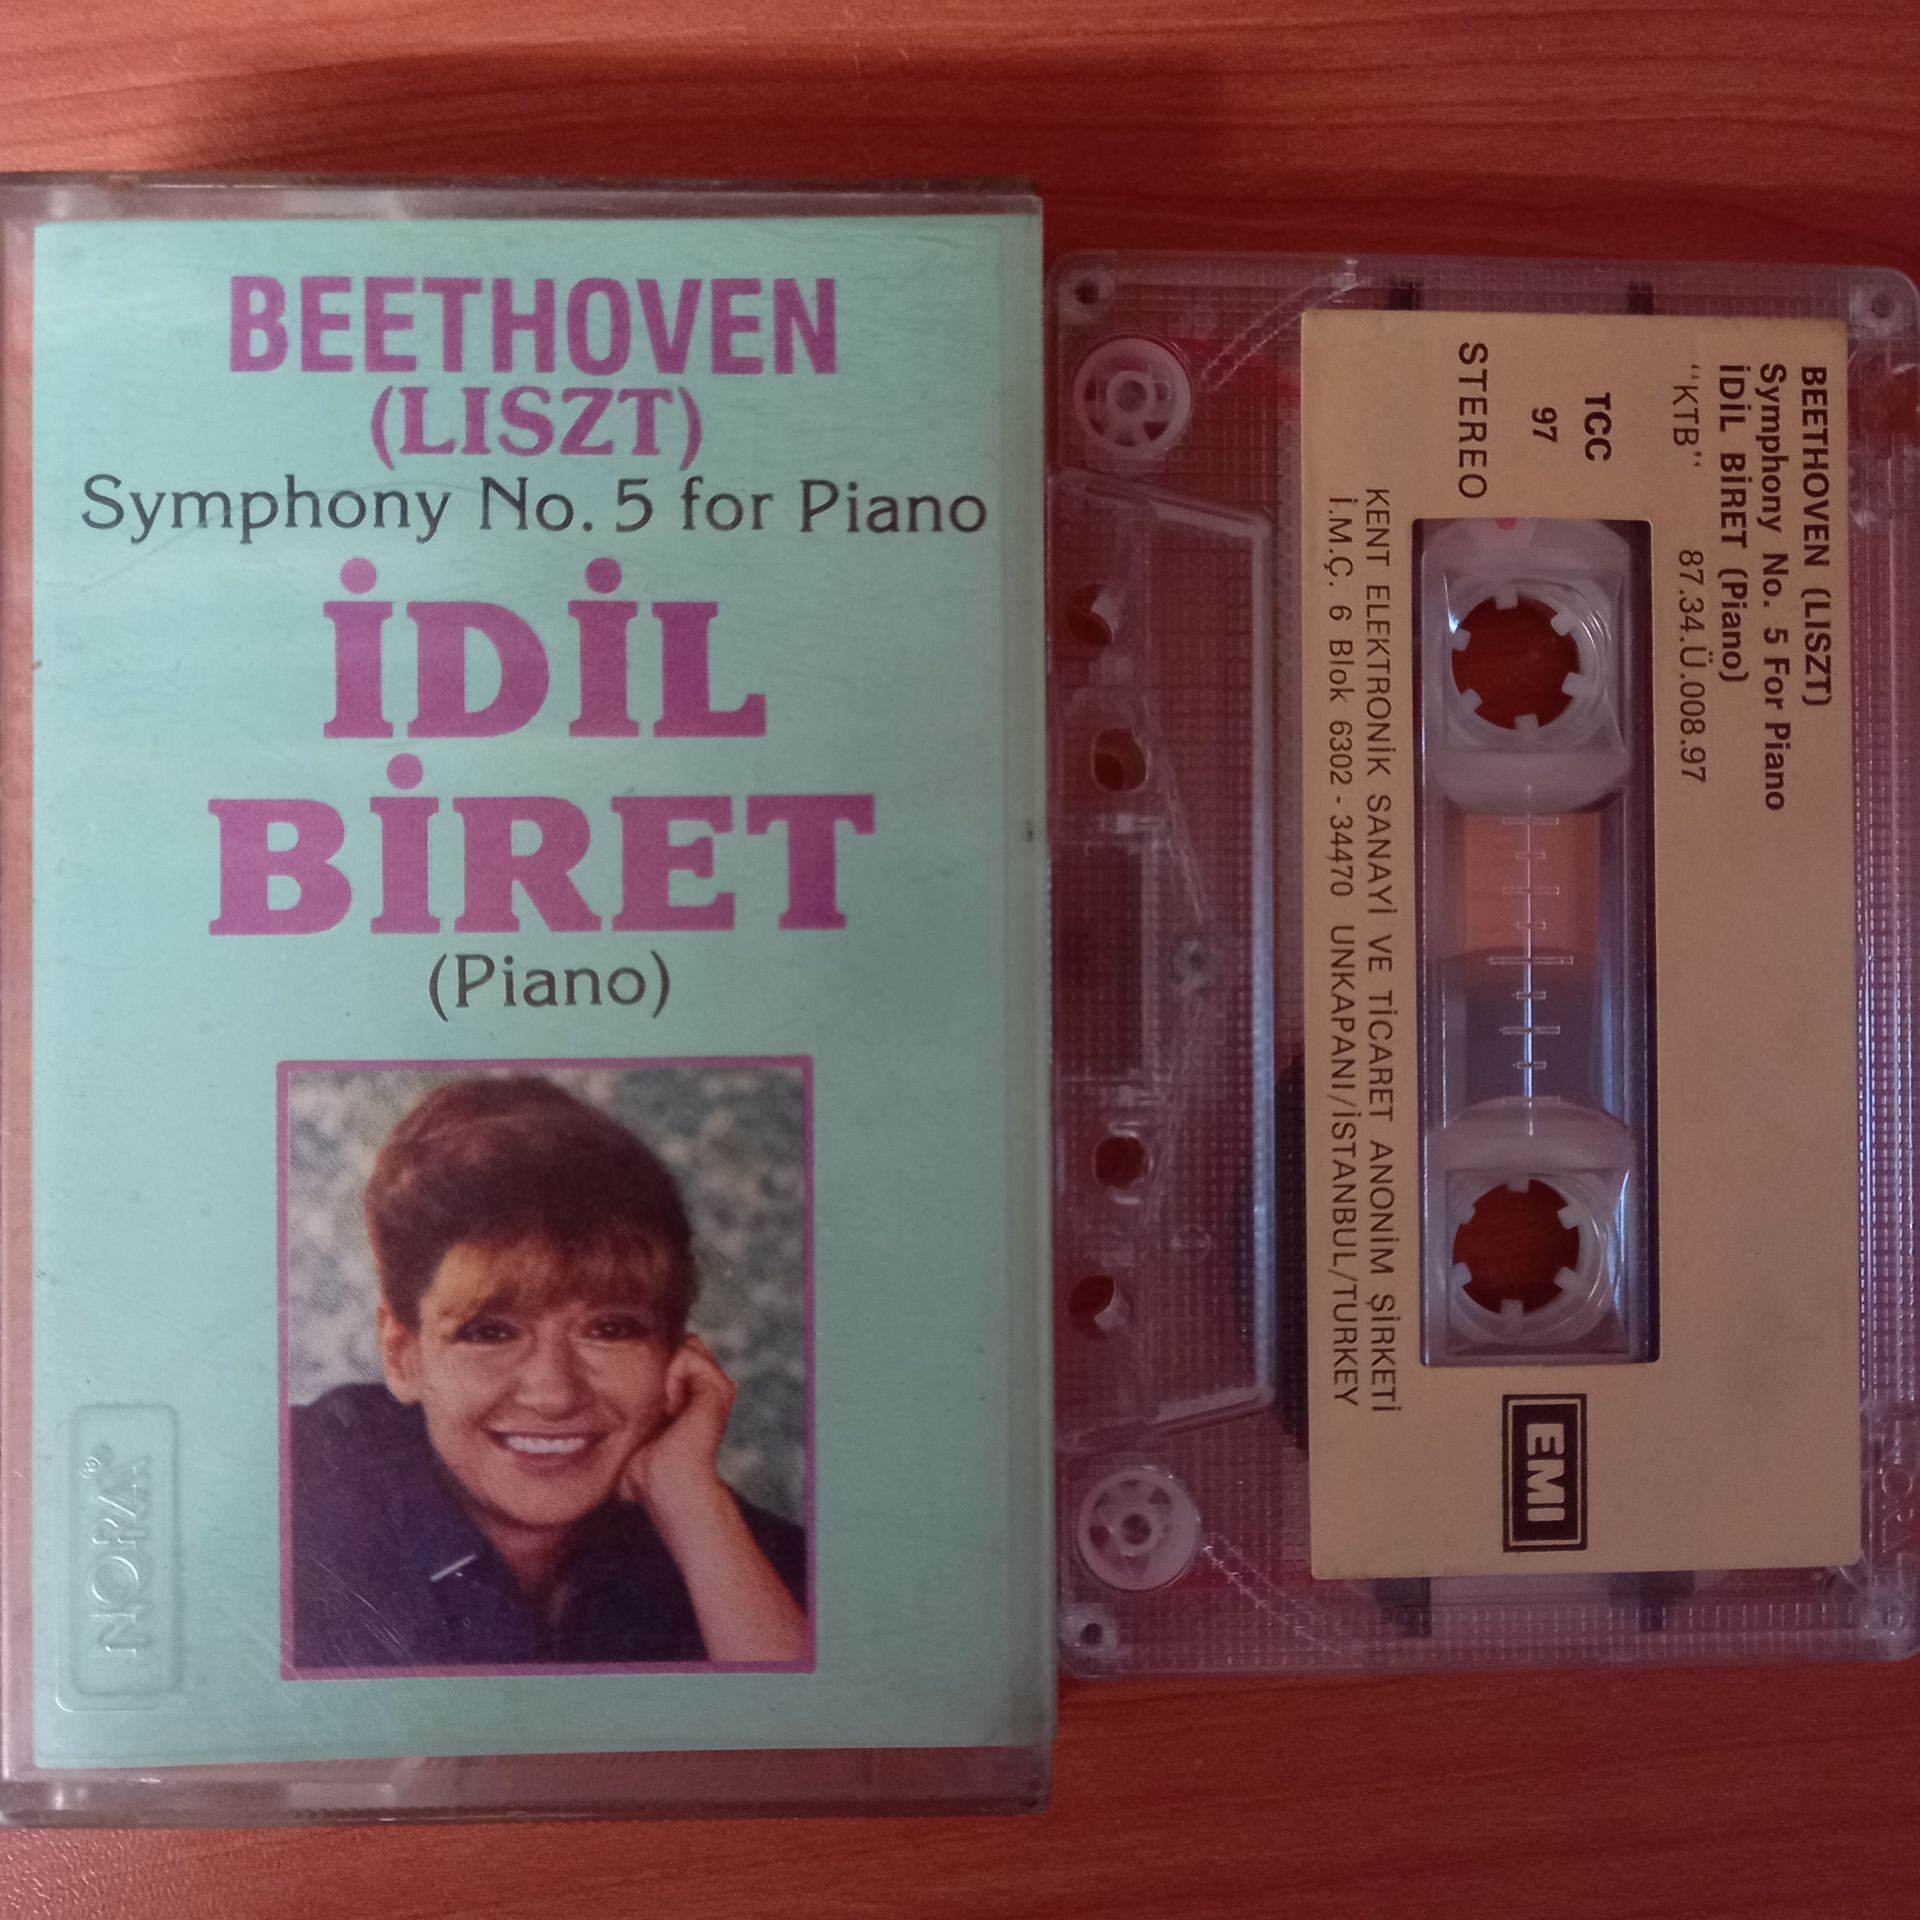 BEETHOVEN
(LISZT)
Symphony No. 5 for Piano
İDİL
BİRET
(Piano)
NORA®
BEETHOVEN (LISZT)
Symphony No. 5 For Piano
İDİL BİRET (Piano)
"KTB" 87.34.Ü.008.97
TCC
97
STEREO
EMI
KENT ELEKTRONİK SANAYİ VE TİCARET ANONİM ŞİRKETİ
İ.M.Ç. 6 Blok 6302 - 34470 UNKAPANI/İSTANBUL/TURKEY